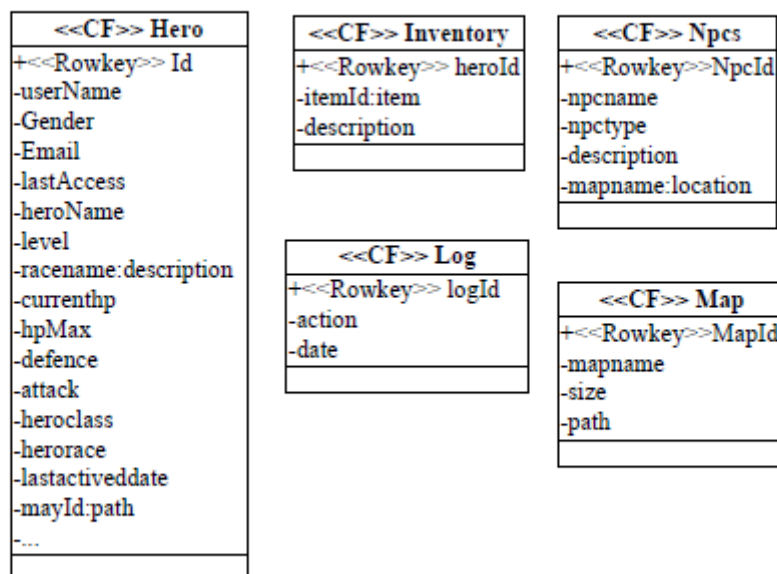 <<CF>> Hero
+<<Rowkey>> Id
-userName
-Gender
-Email
-lastAccess
-heroName
-level
-racename:description
-currenthp
-hpMax
-defence
-attack
-heroclass
-herorace
-lastactiveddate
-mayId:path
-...
<<CF>> Inventory
+<<Rowkey>> heroId
-itemId:item
-description
<<CF>> Npcs
+<<Rowkey>>NpcId
-npcname
-npctype
-description
-mapname:location
<<CF>> Log
+<<Rowkey>> logId
-action
-date
<<CF>> Map
+<<Rowkey>>MapId
-mapname
-size
-path